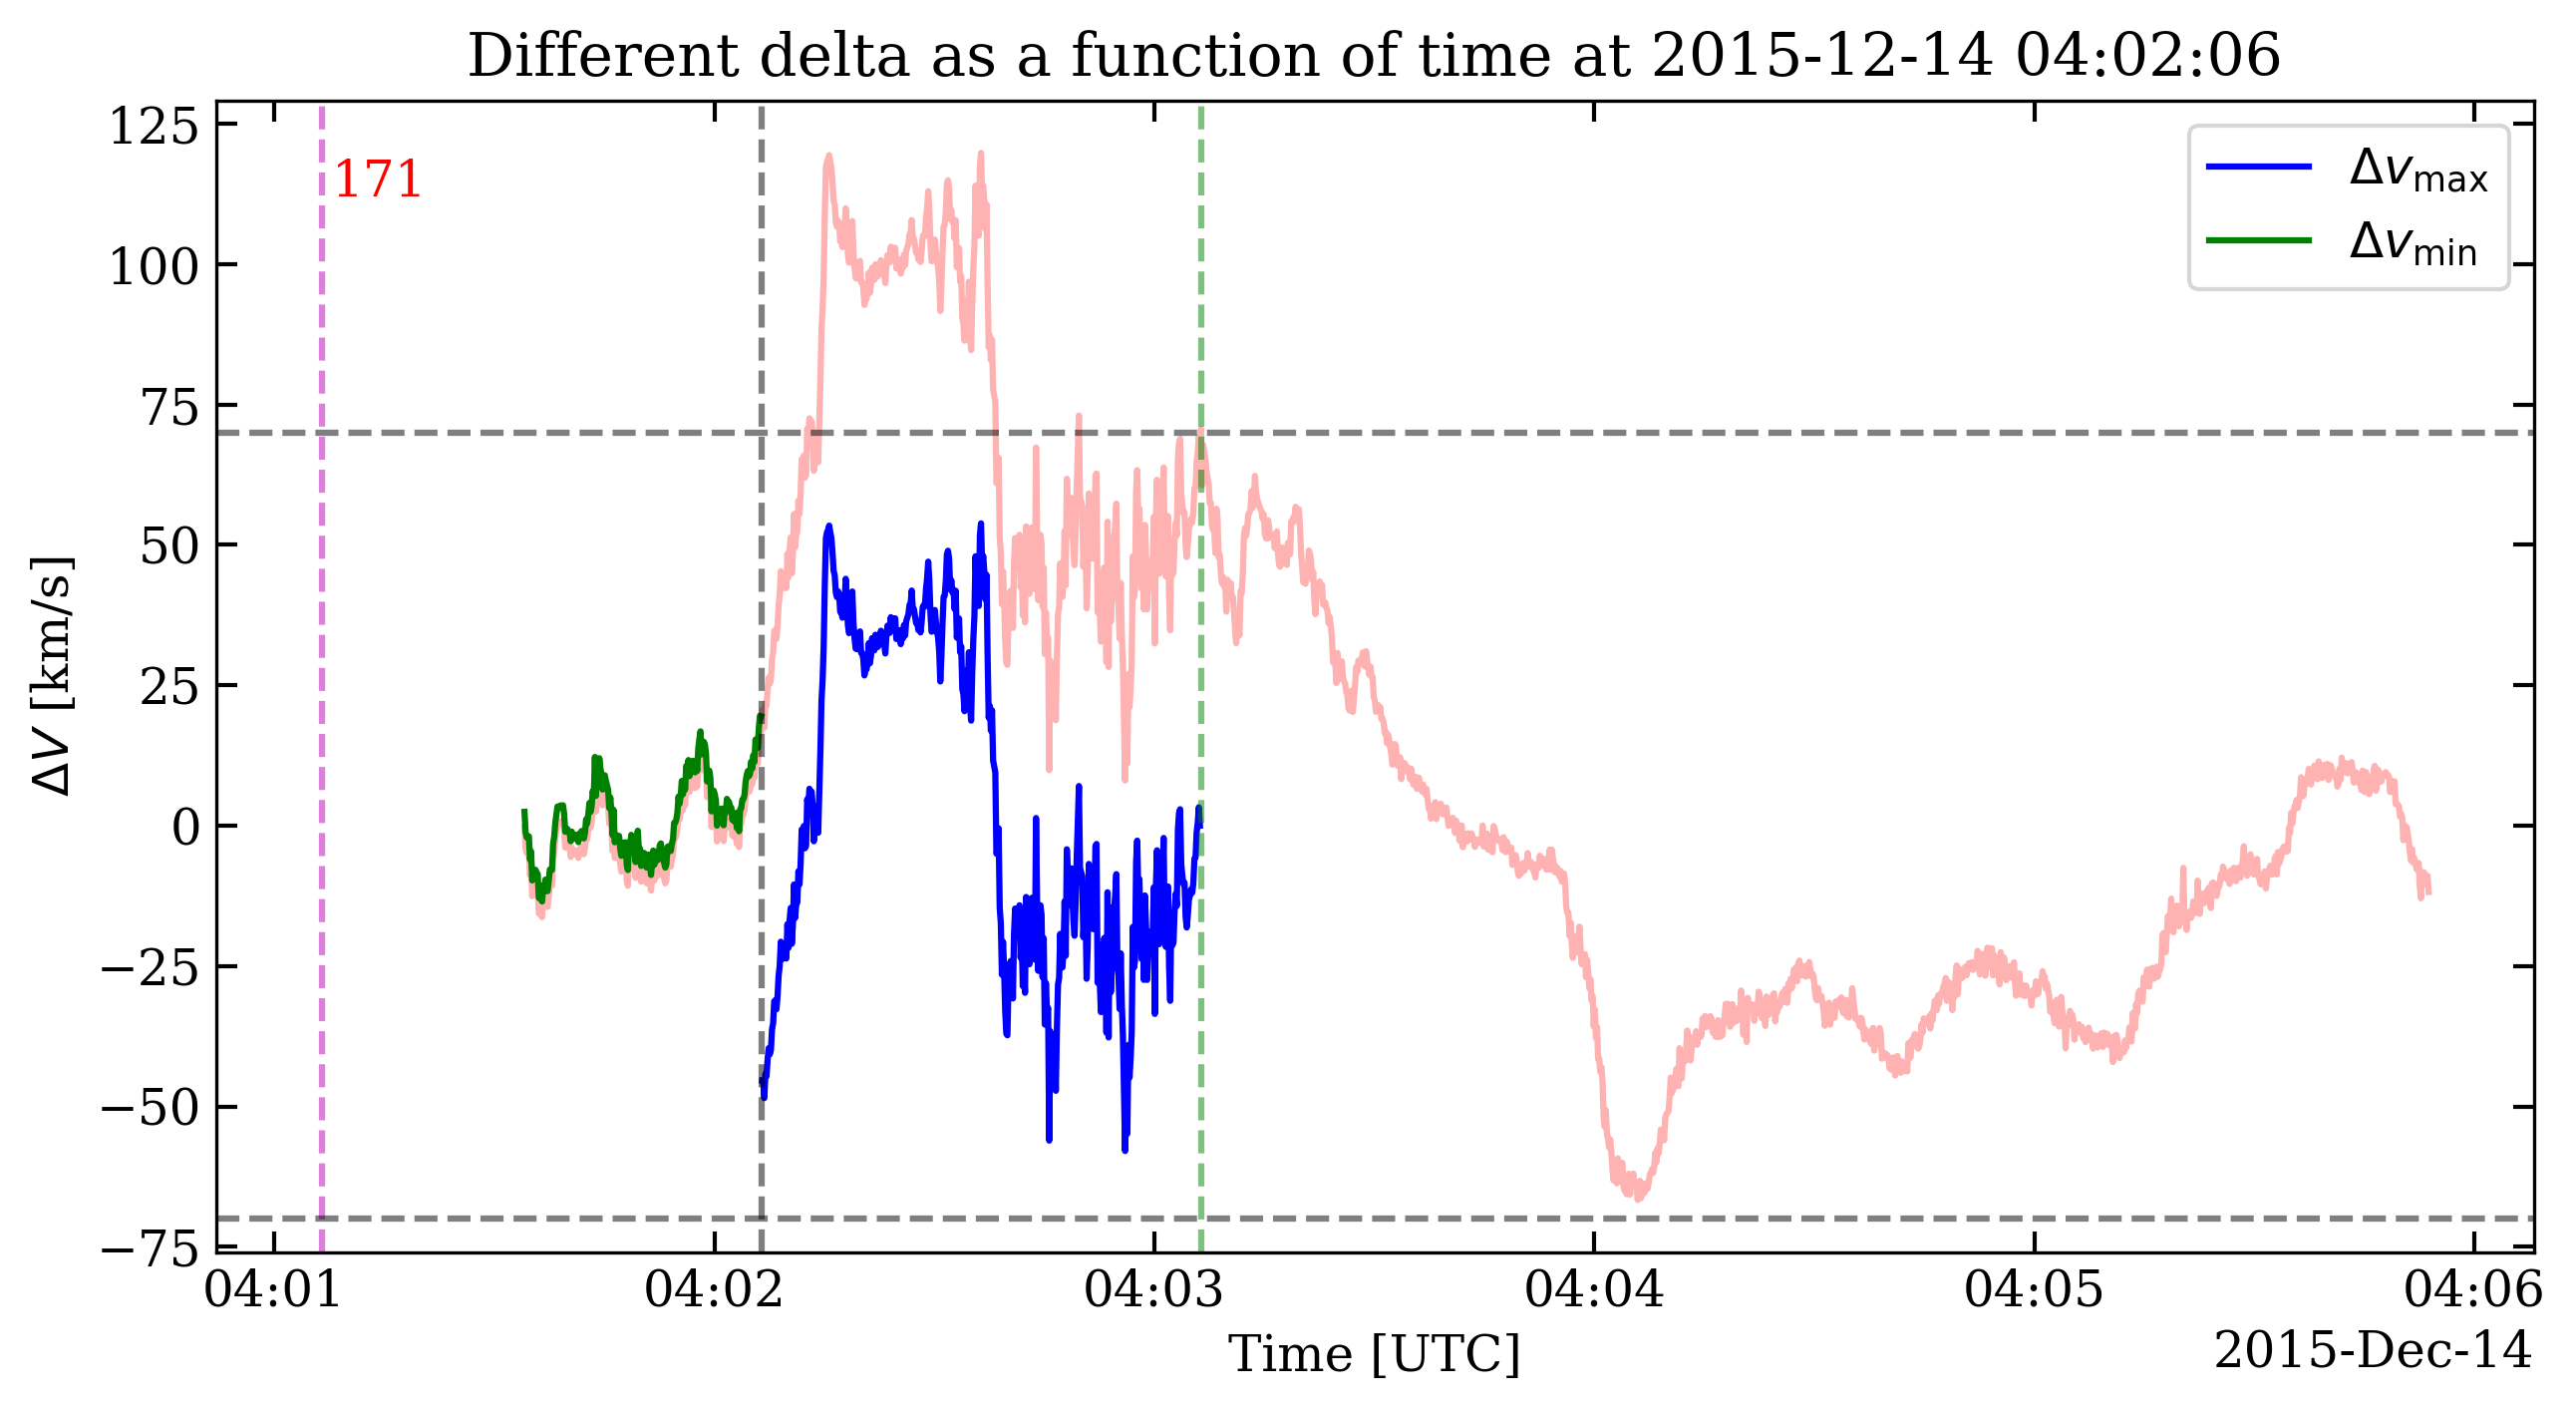 Different delta as a function of time at 2015-12-14 04:02:06
125
100
75
50
25
0
−25
−50
−75
ΔV [km/s]
171
Δv_max
Δv_min
04:01 04:02 04:03 04:04 04:05 04:06
Time [UTC]
2015-Dec-14